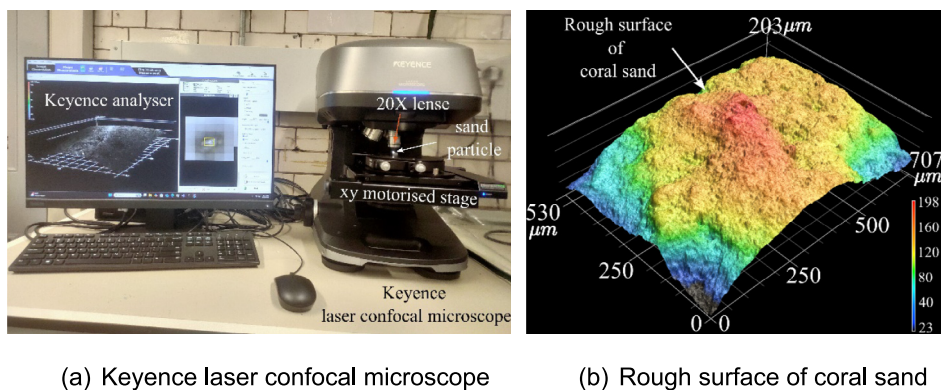 KEYENCE
Keyence analyser
20X lense
sand
particle
xy motorised stage
Keyence
laser confocal microscope
Rough surface
of
coral sand
203μm
707
μm
530
μm
500
250
250
0 0
198
160
120
80
40
23
(a) Keyence laser confocal microscope
(b) Rough surface of coral sand